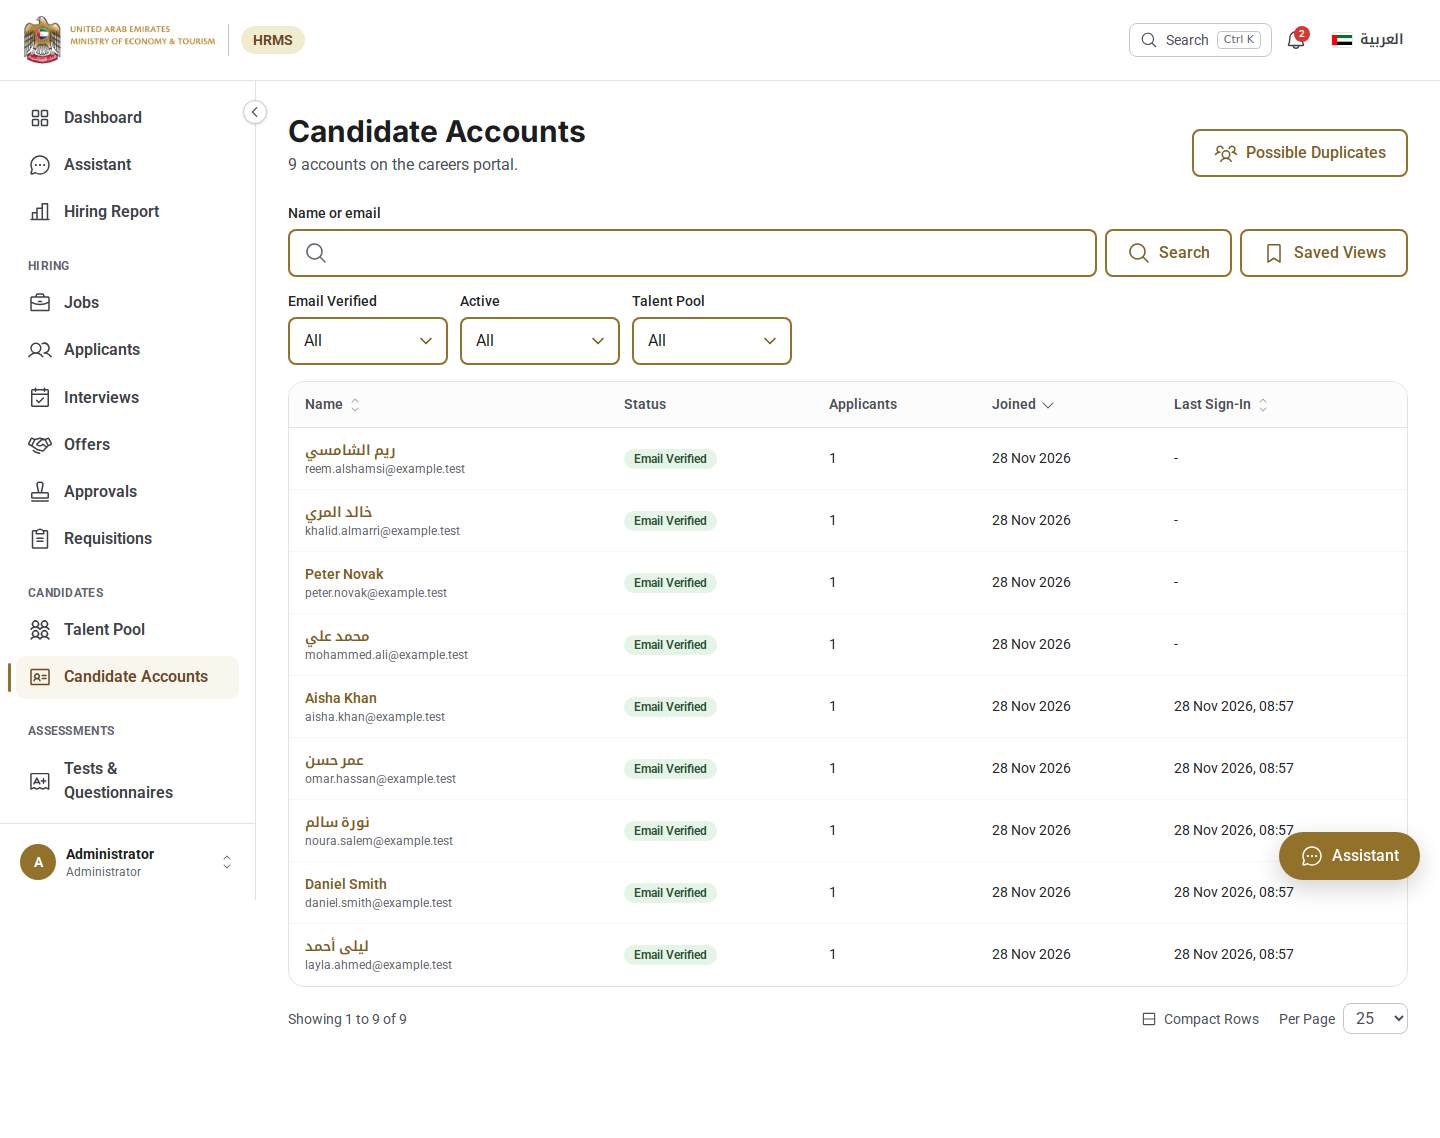 UNITED ARAB EMIRATES
MINISTRY OF ECONOMY & TOURISM
HRMS
Search Ctrl K
2
العربية
Dashboard
Assistant
Hiring Report
HIRING
Jobs
Applicants
Interviews
Offers
Approvals
Requisitions
CANDIDATES
Talent Pool
Candidate Accounts
ASSESSMENTS
Tests &
Questionnaires
A
Administrator
Administrator
Candidate Accounts
9 accounts on the careers portal.
Possible Duplicates
Name or email
Search
Saved Views
Email Verified Active Talent Pool
All All All
Name Status Applicants Joined Last Sign-In
ريم الشامسي
reem.alshamsi@example.test
Email Verified 1 28 Nov 2026 -
خالد المري
khalid.almarri@example.test
Email Verified 1 28 Nov 2026 -
Peter Novak
peter.novak@example.test
Email Verified 1 28 Nov 2026 -
محمد علي
mohammed.ali@example.test
Email Verified 1 28 Nov 2026 -
Aisha Khan
aisha.khan@example.test
Email Verified 1 28 Nov 2026 28 Nov 2026, 08:57
عمر حسن
omar.hassan@example.test
Email Verified 1 28 Nov 2026 28 Nov 2026, 08:57
نورة سالم
noura.salem@example.test
Email Verified 1 28 Nov 2026 28 Nov 2026, 08:57
Daniel Smith
daniel.smith@example.test
Email Verified 1 28 Nov 2026 28 Nov 2026, 08:57
ليلى أحمد
layla.ahmed@example.test
Email Verified 1 28 Nov 2026 28 Nov 2026, 08:57
Assistant
Showing 1 to 9 of 9
Compact Rows Per Page 25